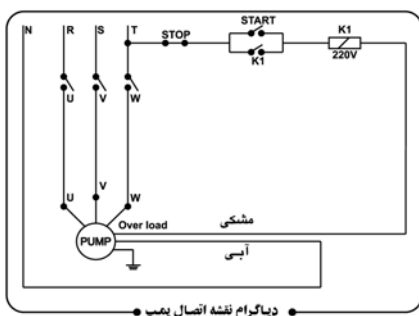 N R S T
START
STOP
K1
K1
220V
U V W
U V W
Over load
مشکی
PUMP
آبی
دیاگرام نقشه اتصال پمپ